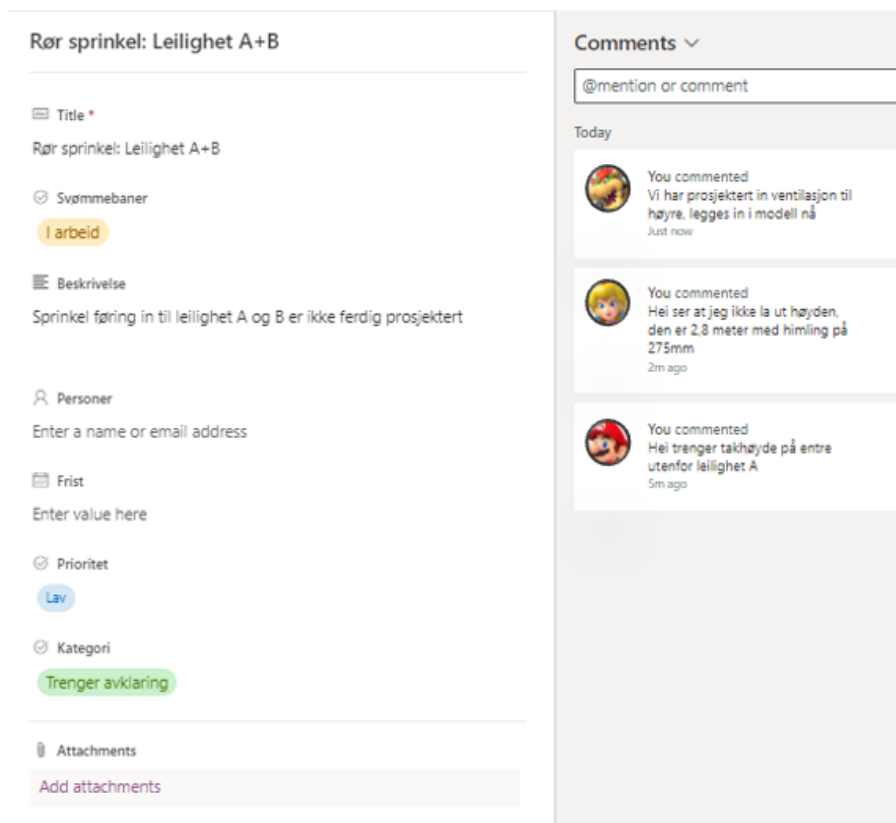 Rør sprinkel: Leilighet A+B
Title *
Rør sprinkel: Leilighet A+B
Svømmebaner
I arbeid
Beskrivelse
Sprinkel føring in til leilighet A og B er ikke ferdig prosjektert
Personer
Enter a name or email address
Frist
Enter value here
Prioritet
Lav
Kategori
Trenger avklaring
Attachments
Add attachments
Comments
@mention or comment
Today
You commented
Vi har prosjektert in ventilasjon til
høyre, legges in i modell nå
Just now
You commented
Hei ser at jeg ikke la ut høyden,
den er 2,8 meter med himling på
275mm
2m ago
You commented
Hei trenger takhøyde på entre
utenfor leilighet A
5m ago